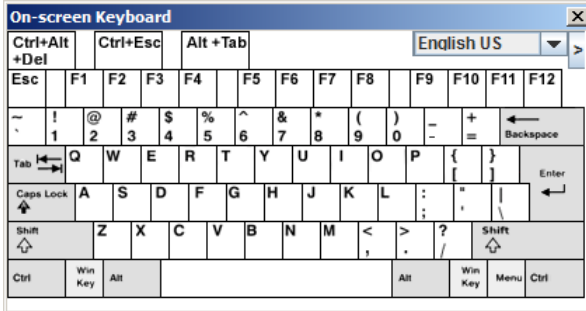 On-screen Keyboard X
Ctrl+Alt +Del Ctrl+Esc Alt +Tab English US >
Esc F1 F2 F3 F4 F5 F6 F7 F8 F9 F10 F11 F12
~ ! @ # $ % ^ & * ( ) _ +
` 1 2 3 4 5 6 7 8 9 0 - = Backspace
Tab Q W E R T Y U I O P { }
[ ] Enter
Caps Lock A S D F G H J K L : " |
; ' \
Shift Z X C V B N M < > ? Shift
, . /
Ctrl Win Key Alt Alt Win Key Menu Ctrl